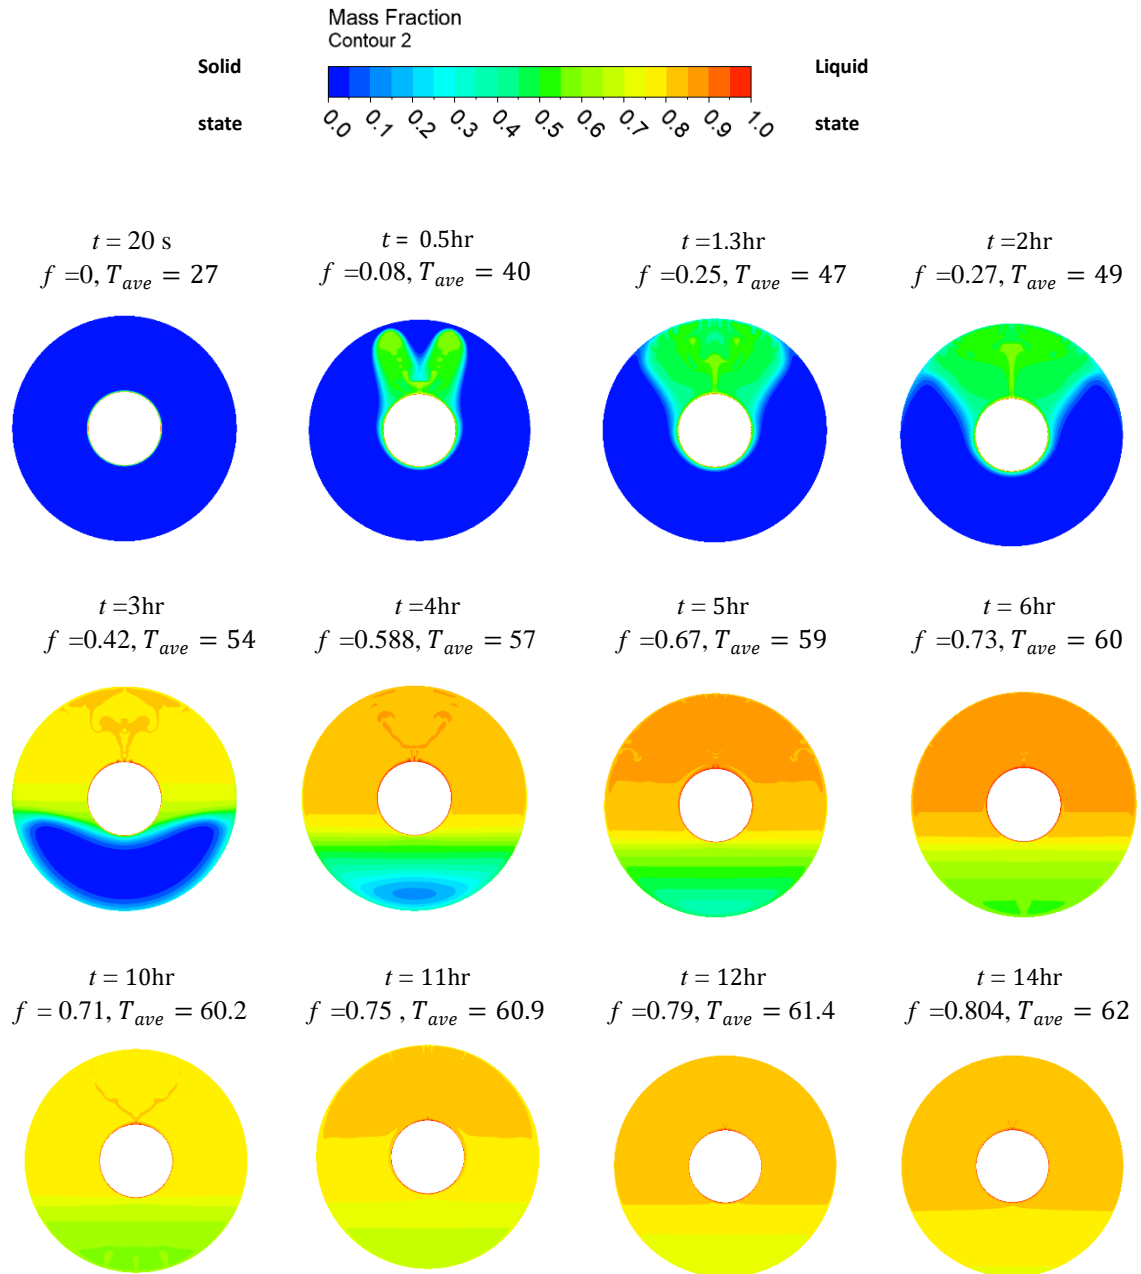 Mass Fraction
Contour 2
Solid
state
Liquid
state
0.0 0.1 0.2 0.3 0.4 0.5 0.6 0.7 0.8 0.9 1.0
t = 20 s
f =0, T_ave = 27
t = 0.5hr
f =0.08, T_ave = 40
t =1.3hr
f =0.25, T_ave = 47
t =2hr
f =0.27, T_ave = 49
t =3hr
f =0.42, T_ave = 54
t =4hr
f =0.588, T_ave = 57
t = 5hr
f =0.67, T_ave = 59
t = 6hr
f =0.73, T_ave = 60
t = 10hr
f = 0.71, T_ave = 60.2
t = 11hr
f =0.75 , T_ave = 60.9
t = 12hr
f =0.79, T_ave = 61.4
t = 14hr
f =0.804, T_ave = 62